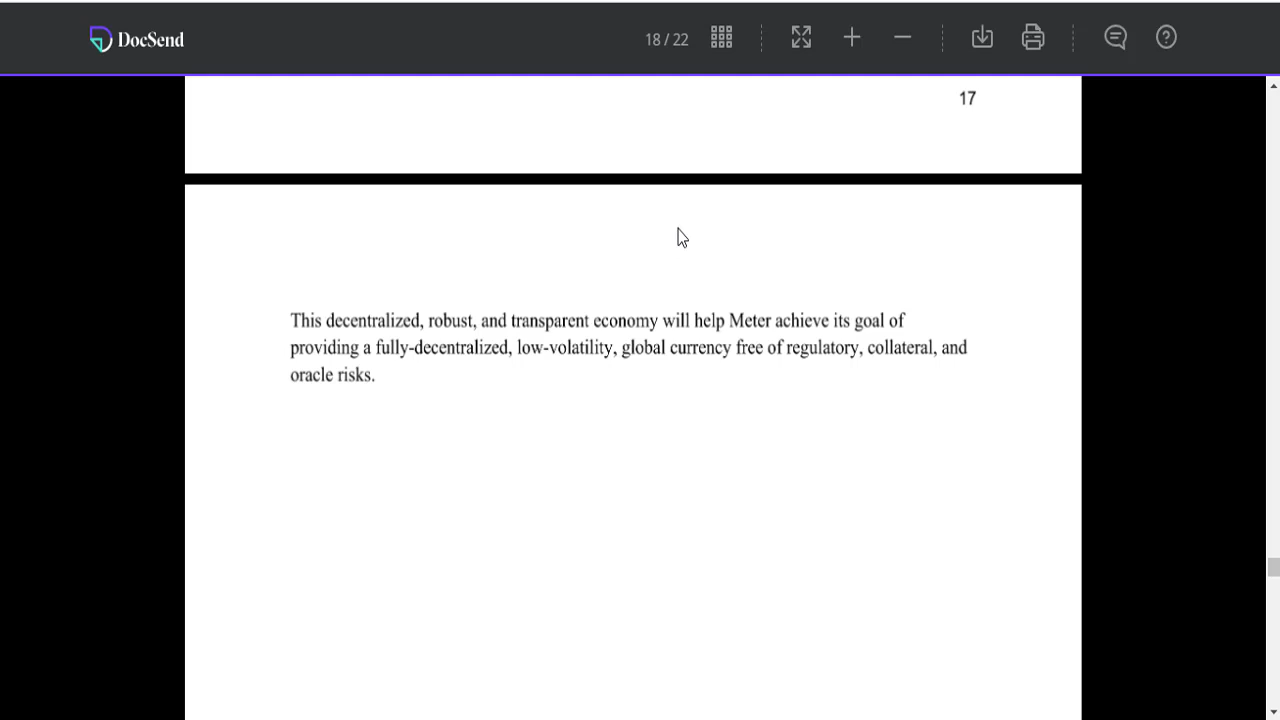 DocSend
18 / 22
17
This decentralized, robust, and transparent economy will help Meter achieve its goal of
providing a fully-decentralized, low-volatility, global currency free of regulatory, collateral, and
oracle risks.